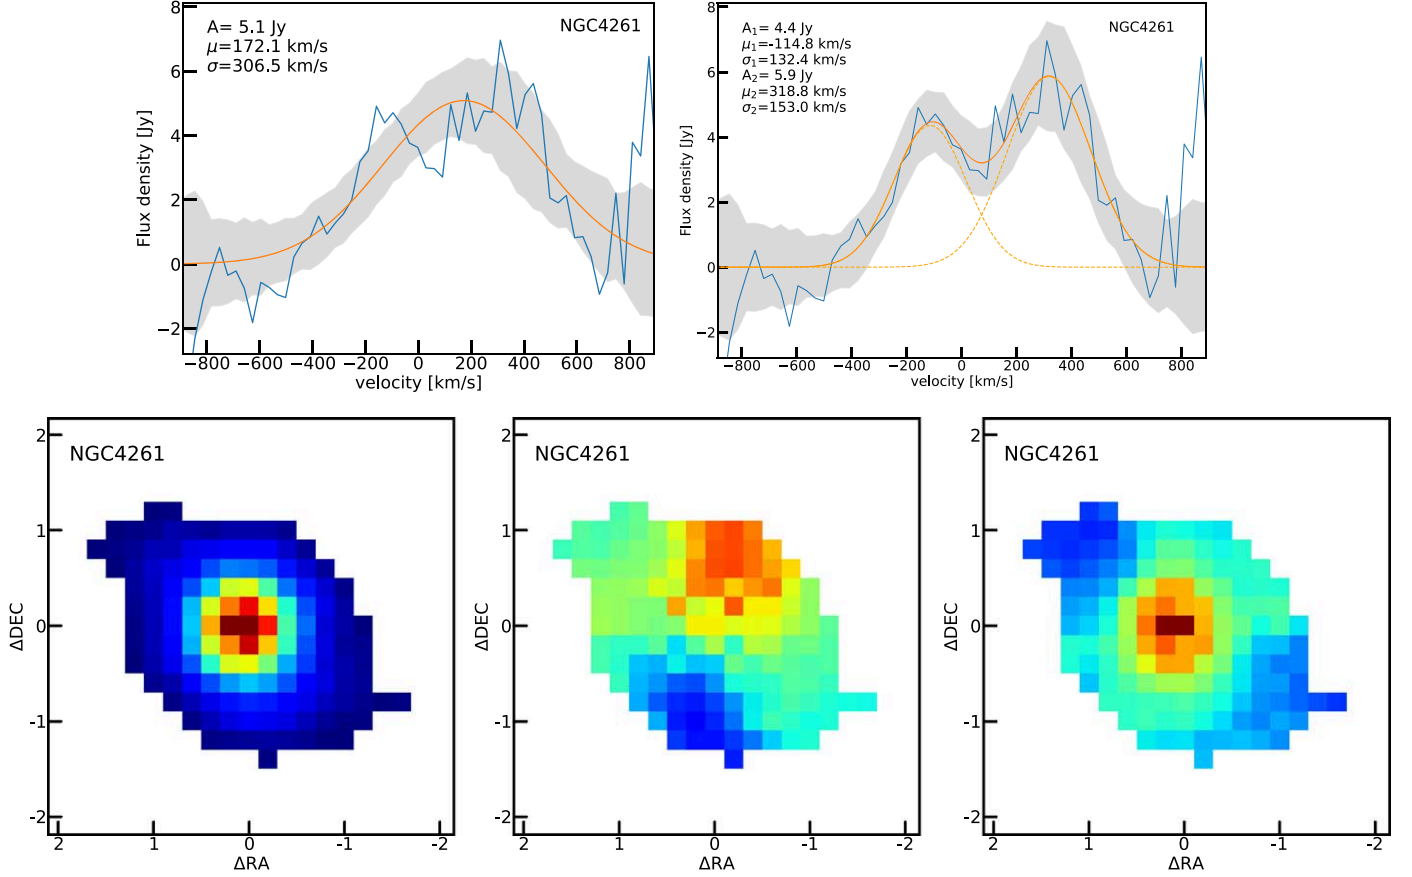 A= 5.1 Jy
μ=172.1 km/s
σ=306.5 km/s
NGC4261
8
6
4
2
0
−2
Flux density [Jy]
−800 −600 −400 −200 0 200 400 600 800
velocity [km/s]
A1= 4.4 Jy
μ1=-114.8 km/s
σ1=132.4 km/s
A2= 5.9 Jy
μ2=318.8 km/s
σ2=153.0 km/s
NGC4261
8
6
4
2
0
−2
Flux density [Jy]
−800 −600 −400 −200 0 200 400 600 800
velocity [km/s]
NGC4261
2
1
0
-1
-2
ΔDEC
2 1 0 -1 -2
ΔRA
NGC4261
2
1
0
-1
-2
ΔDEC
2 1 0 -1 -2
ΔRA
NGC4261
2
1
0
-1
-2
ΔDEC
2 1 0 -1 -2
ΔRA